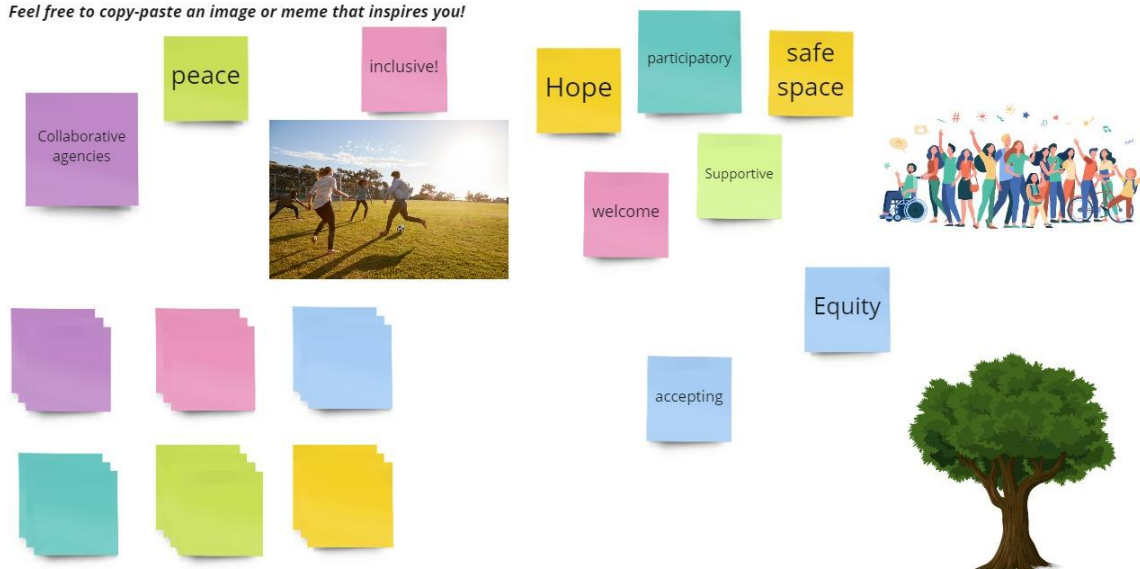 Feel free to copy-paste an image or meme that inspires you!
peace
inclusive!
Collaborative
agencies
Hope
participatory
safe
space
Supportive
welcome
Equity
accepting